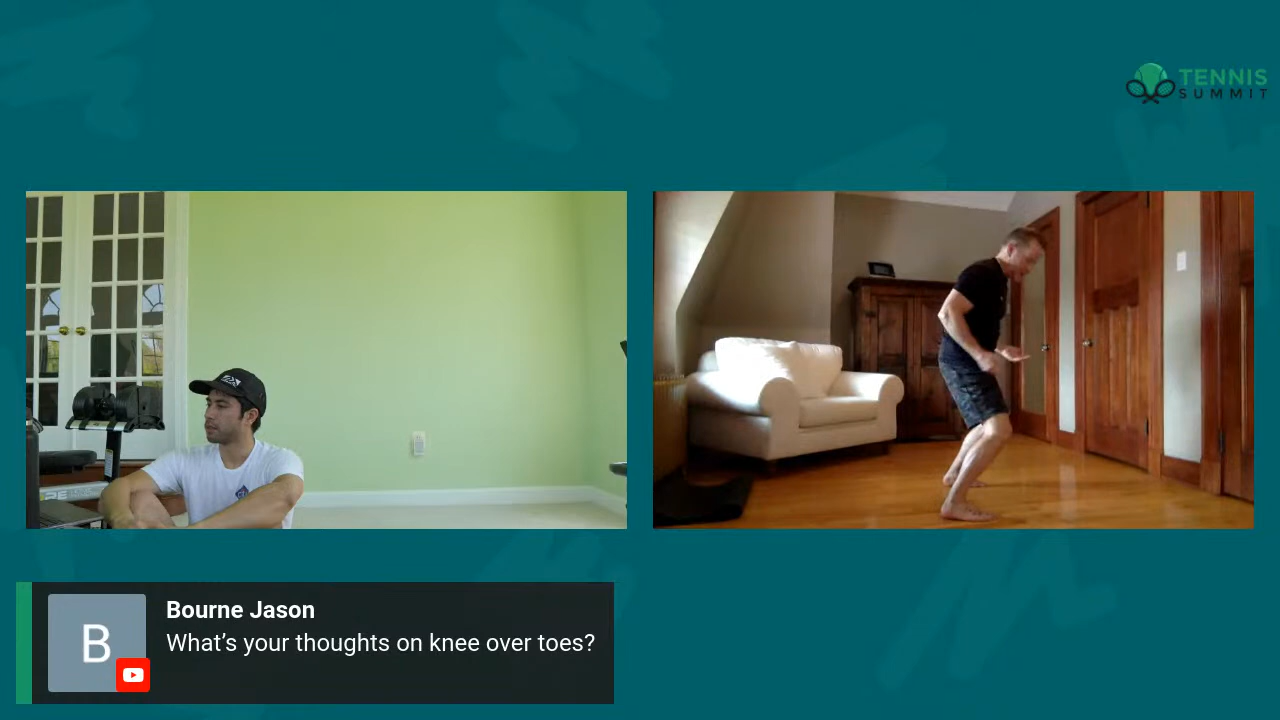 TENNIS
SUMMIT
B
Bourne Jason
What’s your thoughts on knee over toes?